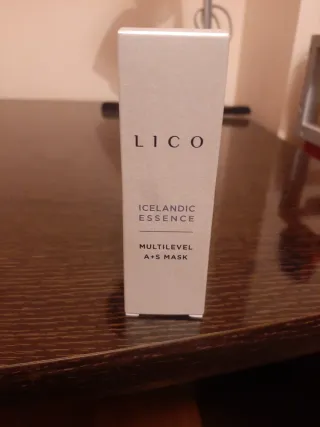 LICO
ICELANDIC
ESSENCE
MULTILEVEL
A+S MASK